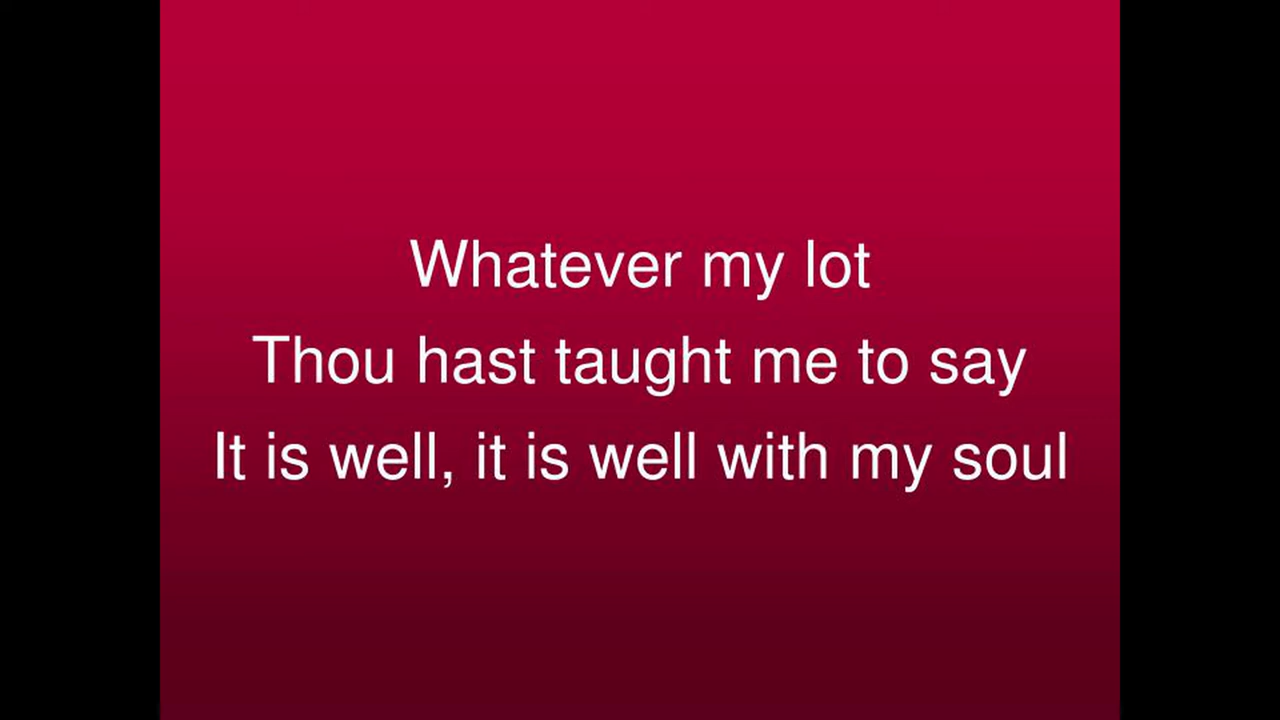 Whatever my lot
Thou hast taught me to say
It is well, it is well with my soul